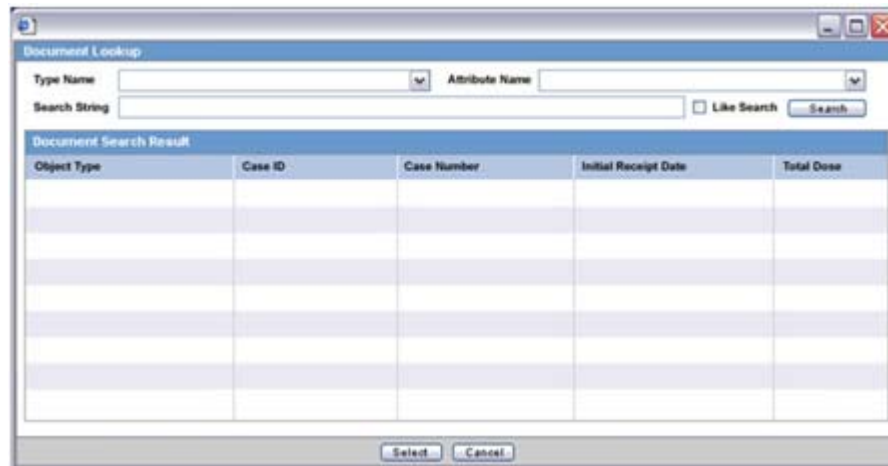 Document Lookup
Type Name Attribute Name
Search String Like Search Search
Document Search Result
Object Type Case ID Case Number Initial Receipt Date Total Dose
Select Cancel